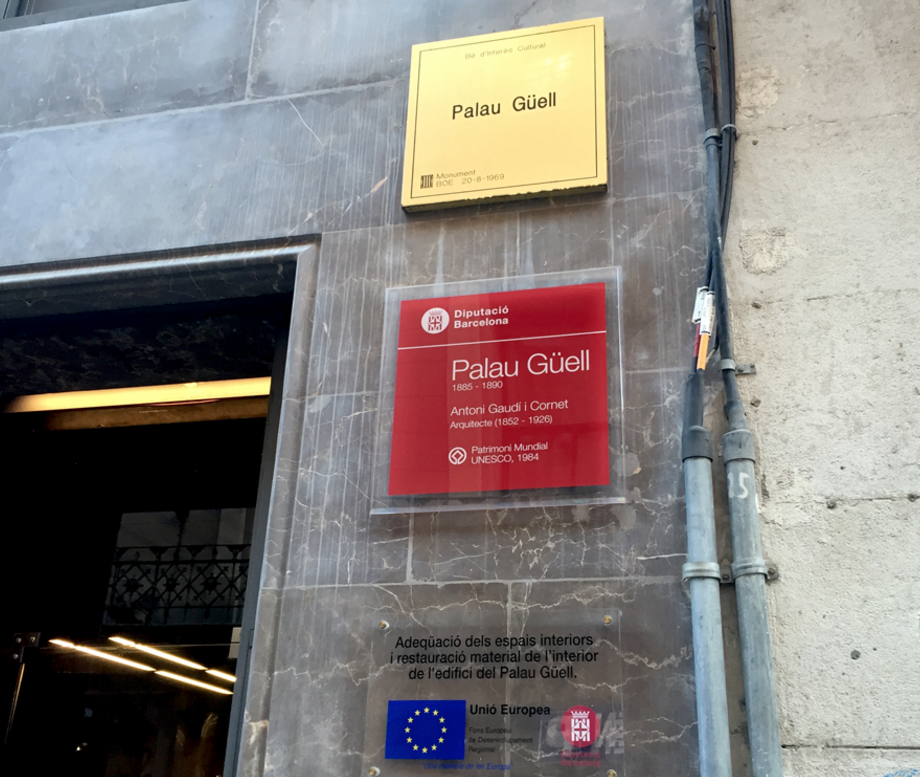 Bé d'Interès Cultural
Palau Güell
Monument
BOE 20-8-1969
Diputació
Barcelona
Palau Güell
1885 - 1890
Antoni Gaudí i Cornet
Arquitecte (1852 - 1926)
Patrimoni Mundial
UNESCO, 1984
Adeqüació dels espais interiors
i restauració material de l'interior
de l'edifici del Palau Güell.
Unió Europea
Fons Europeu
de Desenvolupament
Regional